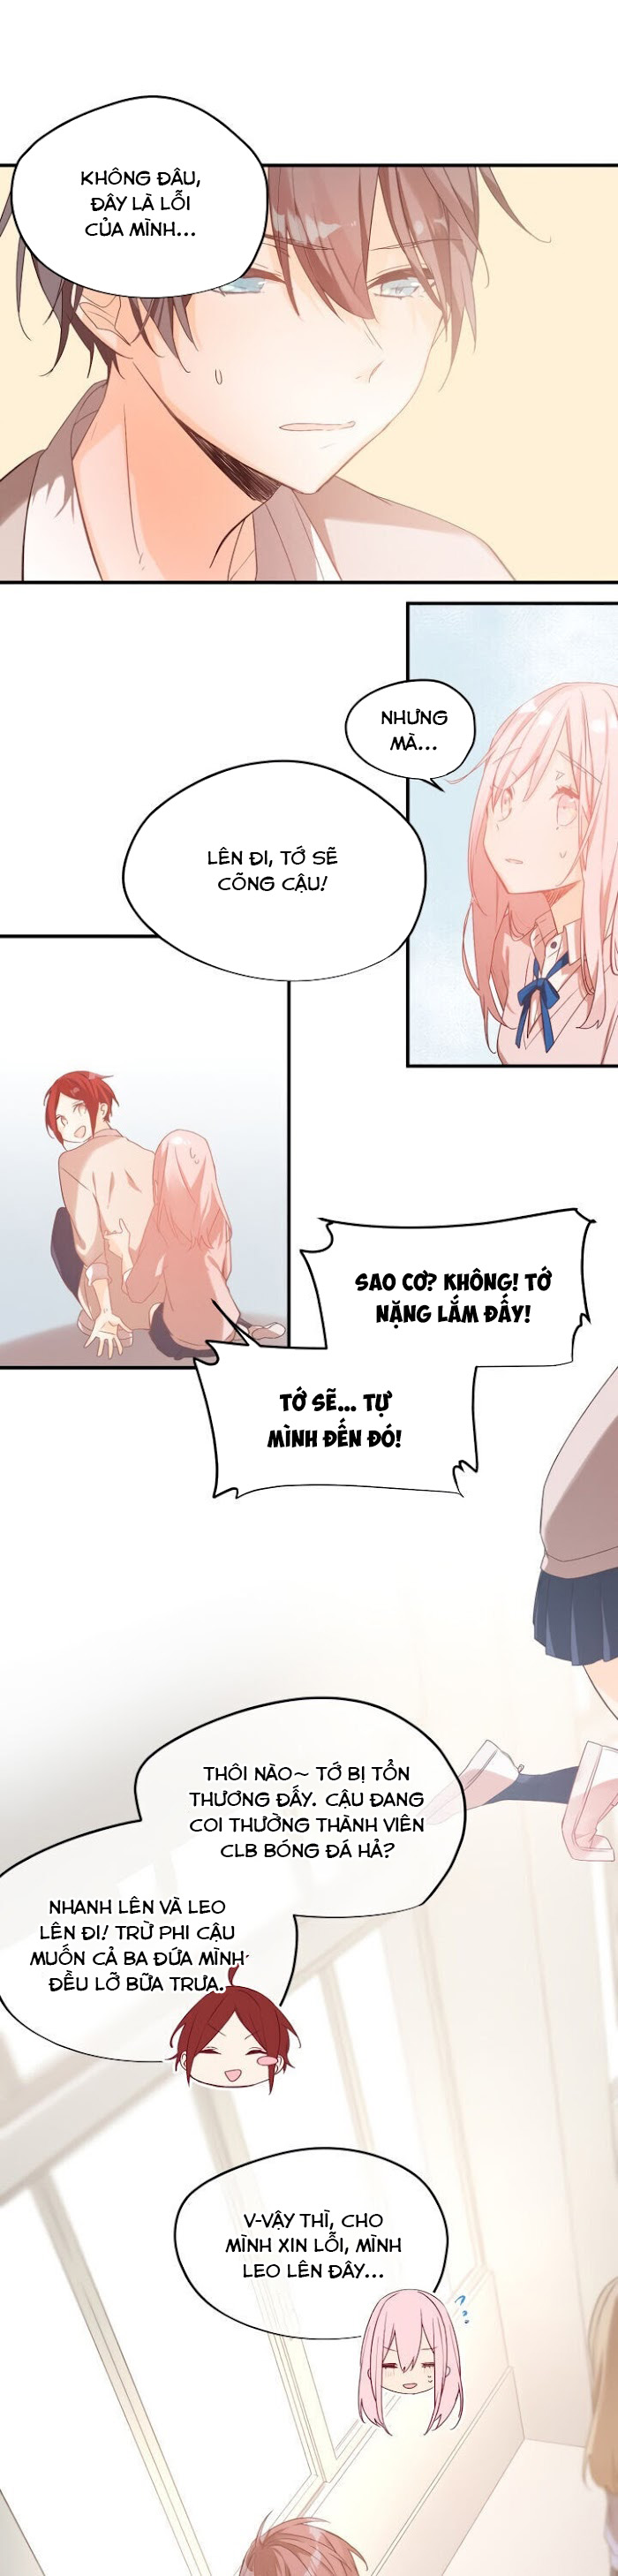 KHÔNG ĐÂU,
ĐÂY LÀ LỖI
CỦA MÌNH...
NHƯNG
MÀ...
LÊN ĐI, TỚ SẼ
CÕNG CẬU!
SAO CƠ? KHÔNG! TỚ
NẶNG LẮM ĐẤY!
TỚ SẼ... TỰ
MÌNH ĐẾN ĐÓ!
THÔI NÀO~ TỚ BỊ TỔN
THƯƠNG ĐẤY. CẬU ĐANG
COI THƯỜNG THÀNH VIÊN
CLB BÓNG ĐÁ HẢ?
NHANH LÊN VÀ LEO
LÊN ĐI! TRỪ PHI CẬU
MUỐN CẢ BA ĐỨA MÌNH
ĐỀU LỠ BỮA TRƯA.
V-VẬY THÌ, CHO
MÌNH XIN LỖI, MÌNH
LEO LÊN ĐÂY...